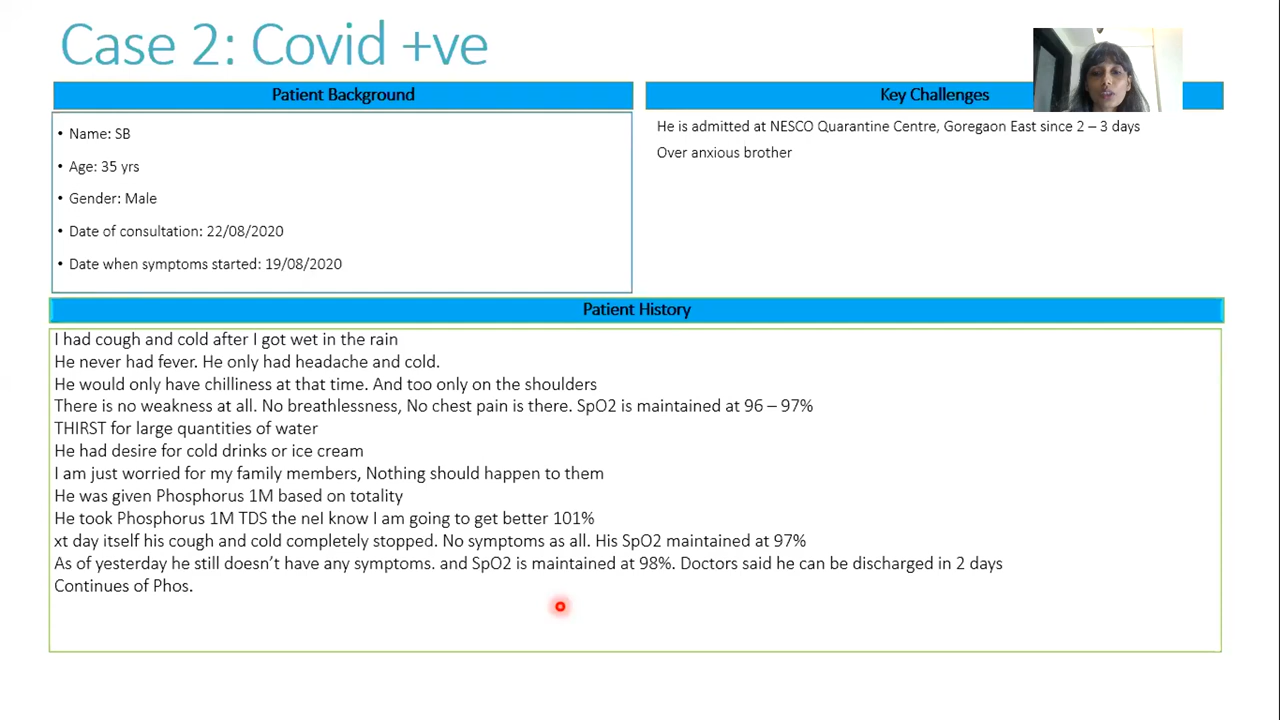 Case 2: Covid +ve
Patient Background
Key Challenges
• Name: SB
• Age: 35 yrs
• Gender: Male
• Date of consultation: 22/08/2020
• Date when symptoms started: 19/08/2020
He is admitted at NESCO Quarantine Centre, Goregaon East since 2 – 3 days
Over anxious brother
Patient History
I had cough and cold after I got wet in the rain
He never had fever. He only had headache and cold.
He would only have chilliness at that time. And too only on the shoulders
There is no weakness at all. No breathlessness, No chest pain is there. SpO2 is maintained at 96 – 97%
THIRST for large quantities of water
He had desire for cold drinks or ice cream
I am just worried for my family members, Nothing should happen to them
He was given Phosphorus 1M based on totality
He took Phosphorus 1M TDS the neI know I am going to get better 101%
xt day itself his cough and cold completely stopped. No symptoms as all. His SpO2 maintained at 97%
As of yesterday he still doesn’t have any symptoms. and SpO2 is maintained at 98%. Doctors said he can be discharged in 2 days
Continues of Phos.